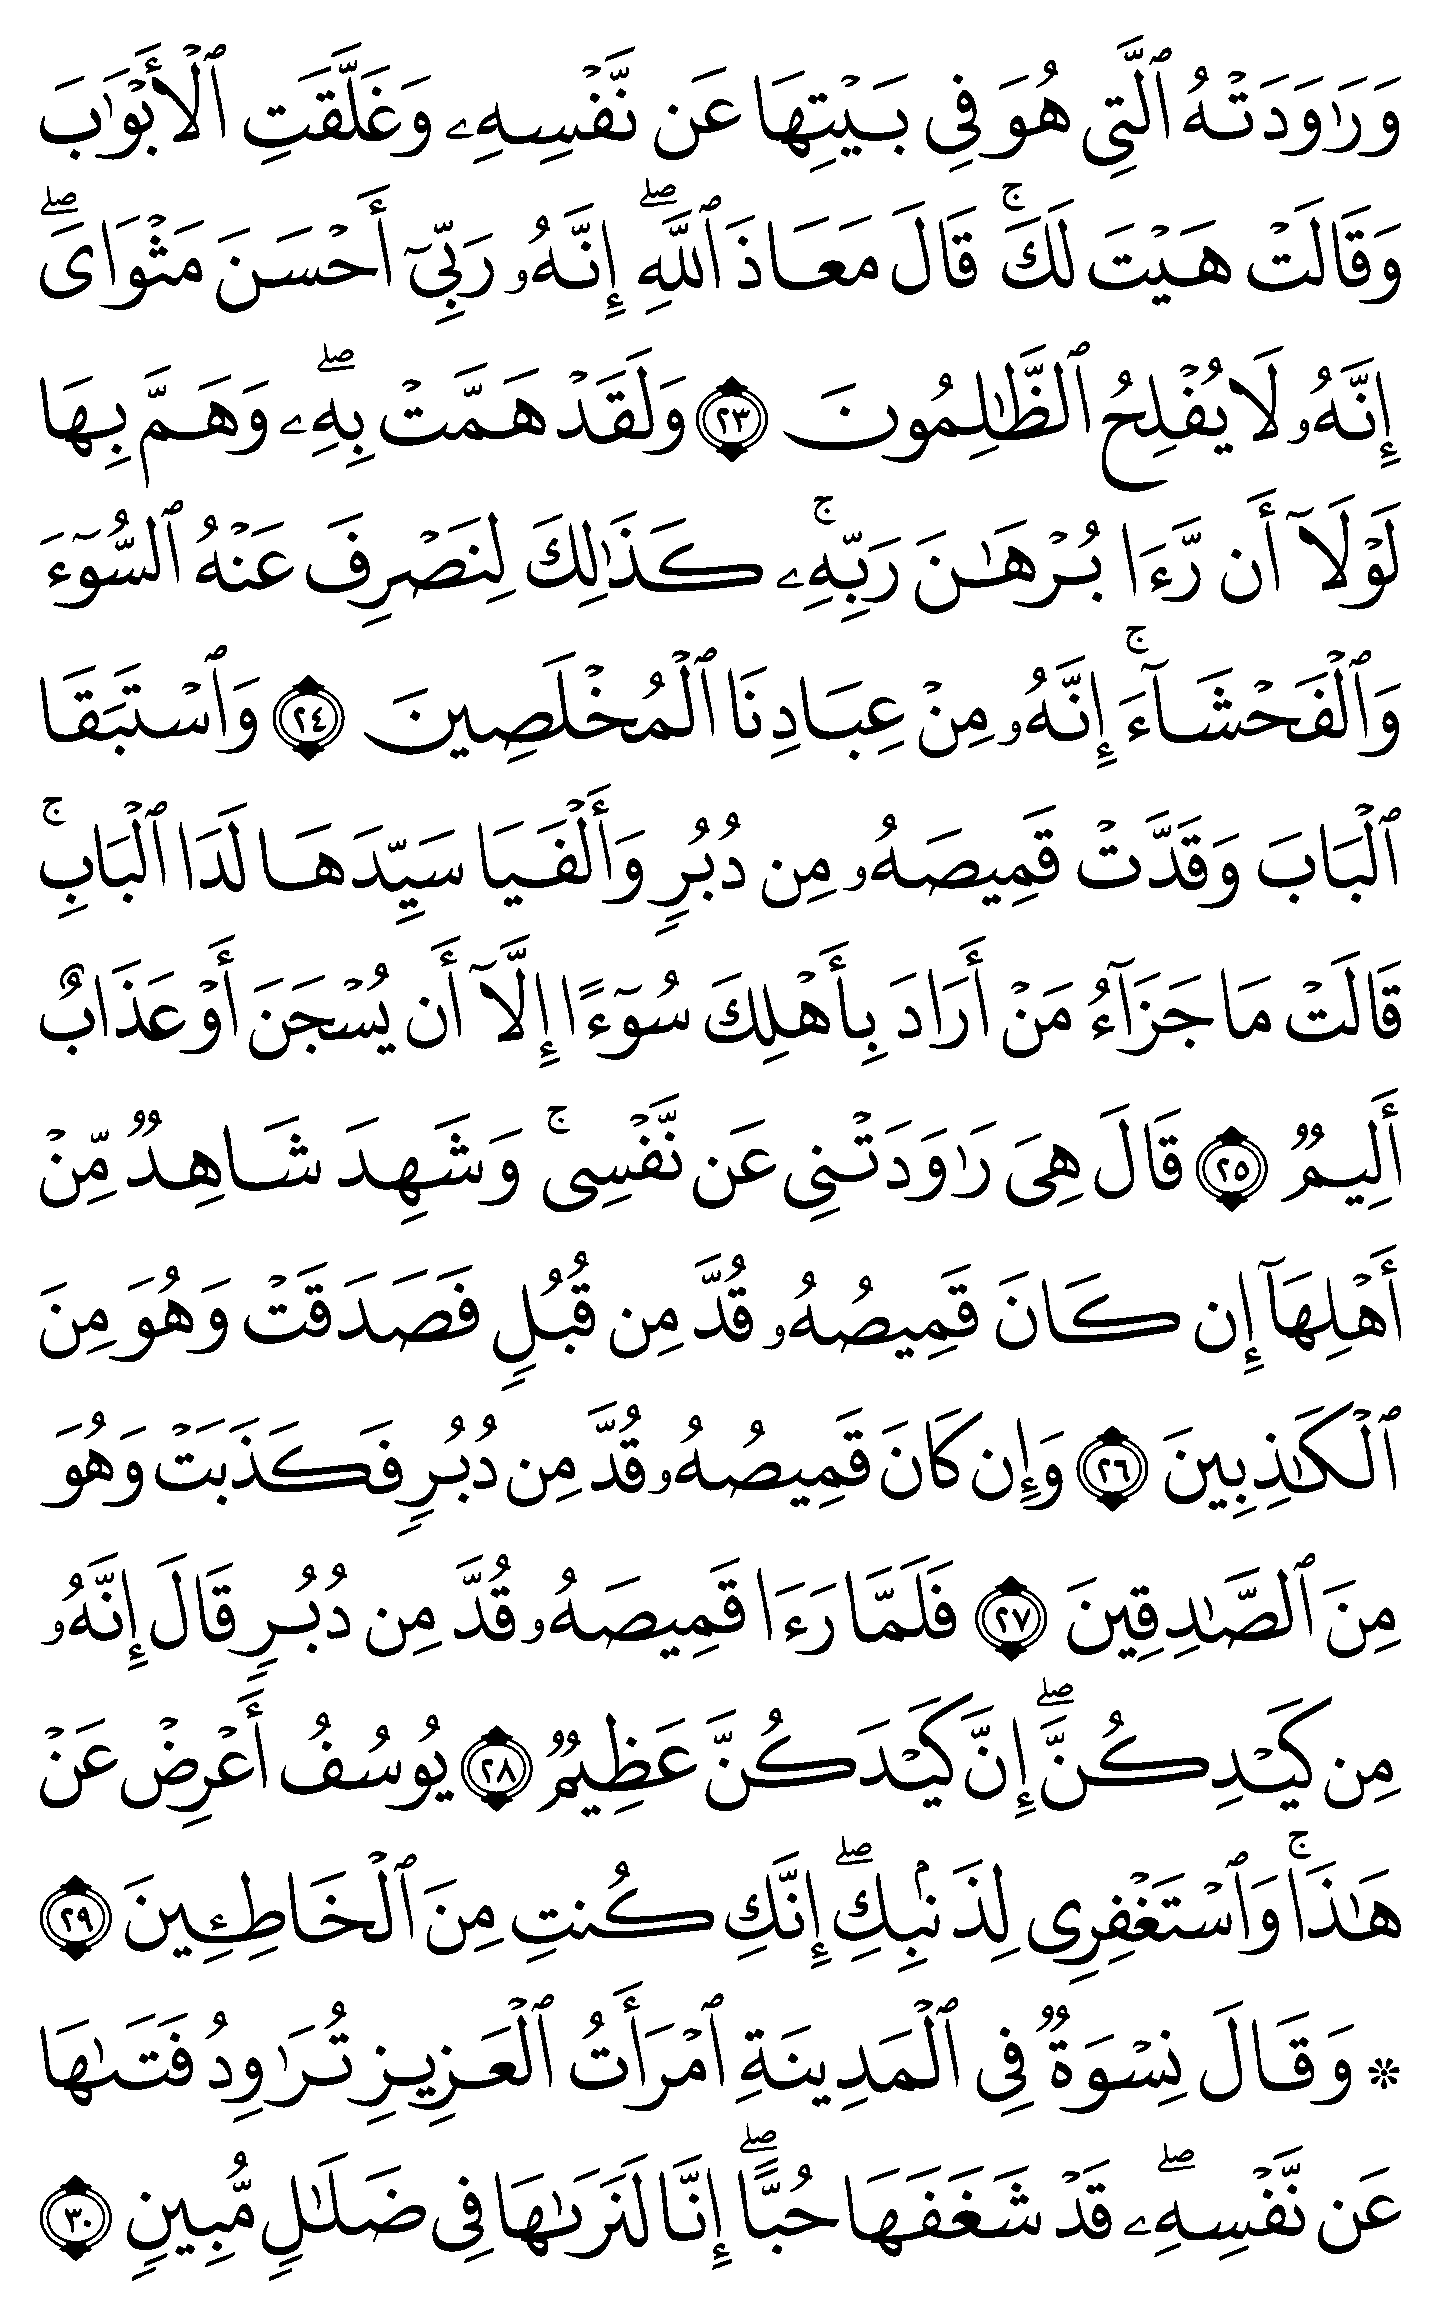 وَرَٰوَدَتْهُ ٱلَّتِى هُوَ فِى بَيْتِهَا عَن نَّفْسِهِۦ وَغَلَّقَتِ ٱلْأَبْوَٰبَ
وَقَالَتْ هَيْتَ لَكَ ۚ قَالَ مَعَاذَ ٱللَّهِ ۖ إِنَّهُۥ رَبِّىٓ أَحْسَنَ مَثْوَاىَ ۖ
إِنَّهُۥ لَا يُفْلِحُ ٱلظَّٰلِمُونَ ٢٣ وَلَقَدْ هَمَّتْ بِهِۦ ۖ وَهَمَّ بِهَا
لَوْلَآ أَن رَّءَا بُرْهَٰنَ رَبِّهِۦ ۚ كَذَٰلِكَ لِنَصْرِفَ عَنْهُ ٱلسُّوٓءَ
وَٱلْفَحْشَآءَ ۚ إِنَّهُۥ مِنْ عِبَادِنَا ٱلْمُخْلَصِينَ ٢٤ وَٱسْتَبَقَا
ٱلْبَابَ وَقَدَّتْ قَمِيصَهُۥ مِن دُبُرٍ وَأَلْفَيَا سَيِّدَهَا لَدَا ٱلْبَابِ ۚ
قَالَتْ مَا جَزَآءُ مَنْ أَرَادَ بِأَهْلِكَ سُوٓءًا إِلَّآ أَن يُسْجَنَ أَوْ عَذَابٌ
أَلِيمٌ ٢٥ قَالَ هِىَ رَٰوَدَتْنِى عَن نَّفْسِى ۚ وَشَهِدَ شَاهِدٌ مِّنْ
أَهْلِهَآ إِن كَانَ قَمِيصُهُۥ قُدَّ مِن قُبُلٍ فَصَدَقَتْ وَهُوَ مِنَ
ٱلْكَٰذِبِينَ ٢٦ وَإِن كَانَ قَمِيصُهُۥ قُدَّ مِن دُبُرٍ فَكَذَبَتْ وَهُوَ
مِنَ ٱلصَّٰدِقِينَ ٢٧ فَلَمَّا رَءَا قَمِيصَهُۥ قُدَّ مِن دُبُرٍ قَالَ إِنَّهُۥ
مِن كَيْدِكُنَّ ۖ إِنَّ كَيْدَكُنَّ عَظِيمٌ ٢٨ يُوسُفُ أَعْرِضْ عَنْ
هَٰذَا ۚ وَٱسْتَغْفِرِى لِذَنۢبِكِ ۖ إِنَّكِ كُنتِ مِنَ ٱلْخَاطِـِٔينَ ٢٩
۞ وَقَالَ نِسْوَةٌ فِى ٱلْمَدِينَةِ ٱمْرَأَتُ ٱلْعَزِيزِ تُرَٰوِدُ فَتَىٰهَا
عَن نَّفْسِهِۦ ۖ قَدْ شَغَفَهَا حُبًّا ۖ إِنَّا لَنَرَىٰهَا فِى ضَلَٰلٍ مُّبِينٍ ٣٠